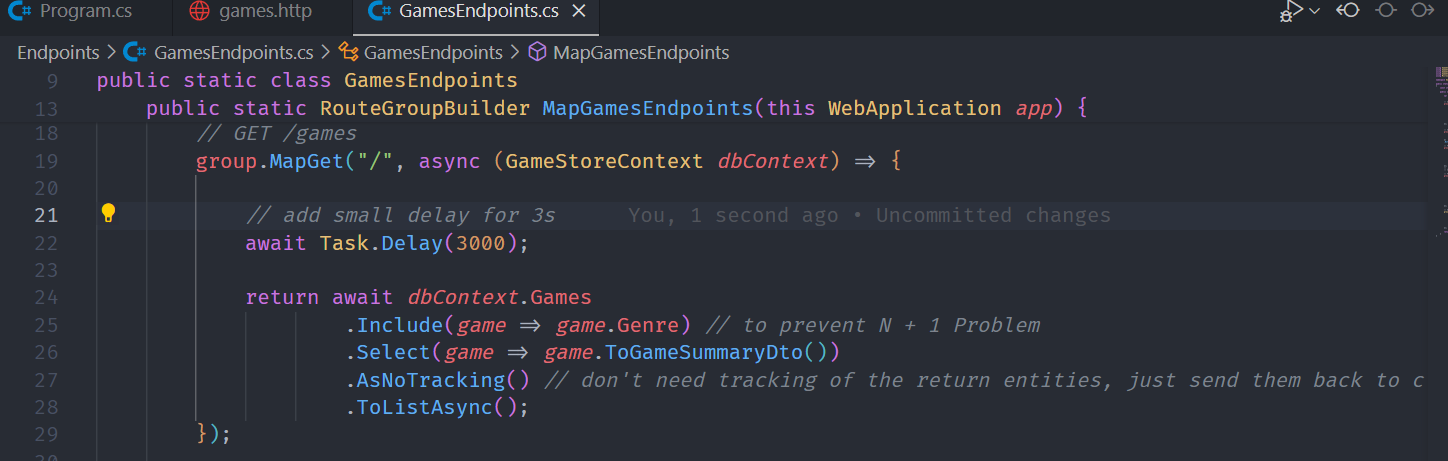 Program.cs games.http GamesEndpoints.cs
Endpoints > GamesEndpoints.cs > GamesEndpoints > MapGamesEndpoints
9 public static class GamesEndpoints
13 public static RouteGroupBuilder MapGamesEndpoints(this WebApplication app) {
18 // GET /games
19 group.MapGet("/", async (GameStoreContext dbContext) => {
20
21 // add small delay for 3s You, 1 second ago • Uncommitted changes
22 await Task.Delay(3000);
23
24 return await dbContext.Games
25 .Include(game => game.Genre) // to prevent N + 1 Problem
26 .Select(game => game.ToGameSummaryDto())
27 .AsNoTracking() // don't need tracking of the return entities, just send them back to c
28 .ToListAsync();
29 });
30